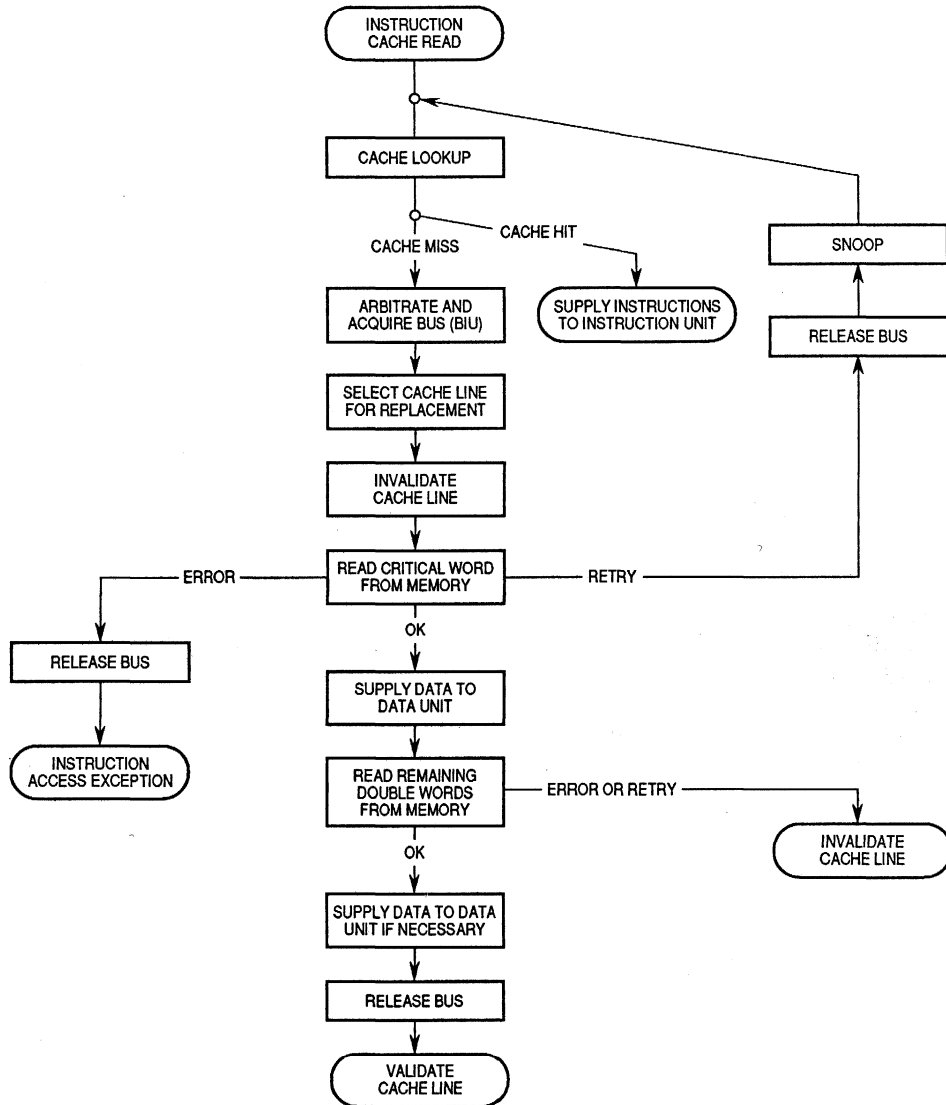 INSTRUCTION
CACHE READ
CACHE LOOKUP
CACHE HIT
CACHE MISS
SNOOP
ARBITRATE AND
ACQUIRE BUS (BIU)
SUPPLY INSTRUCTIONS
TO INSTRUCTION UNIT
RELEASE BUS
SELECT CACHE LINE
FOR REPLACEMENT
INVALIDATE
CACHE LINE
ERROR
READ CRITICAL WORD
FROM MEMORY
RETRY
OK
RELEASE BUS
SUPPLY DATA TO
DATA UNIT
INSTRUCTION
ACCESS EXCEPTION
READ REMAINING
DOUBLE WORDS
FROM MEMORY
ERROR OR RETRY
INVALIDATE
CACHE LINE
OK
SUPPLY DATA TO DATA
UNIT IF NECESSARY
RELEASE BUS
VALIDATE
CACHE LINE